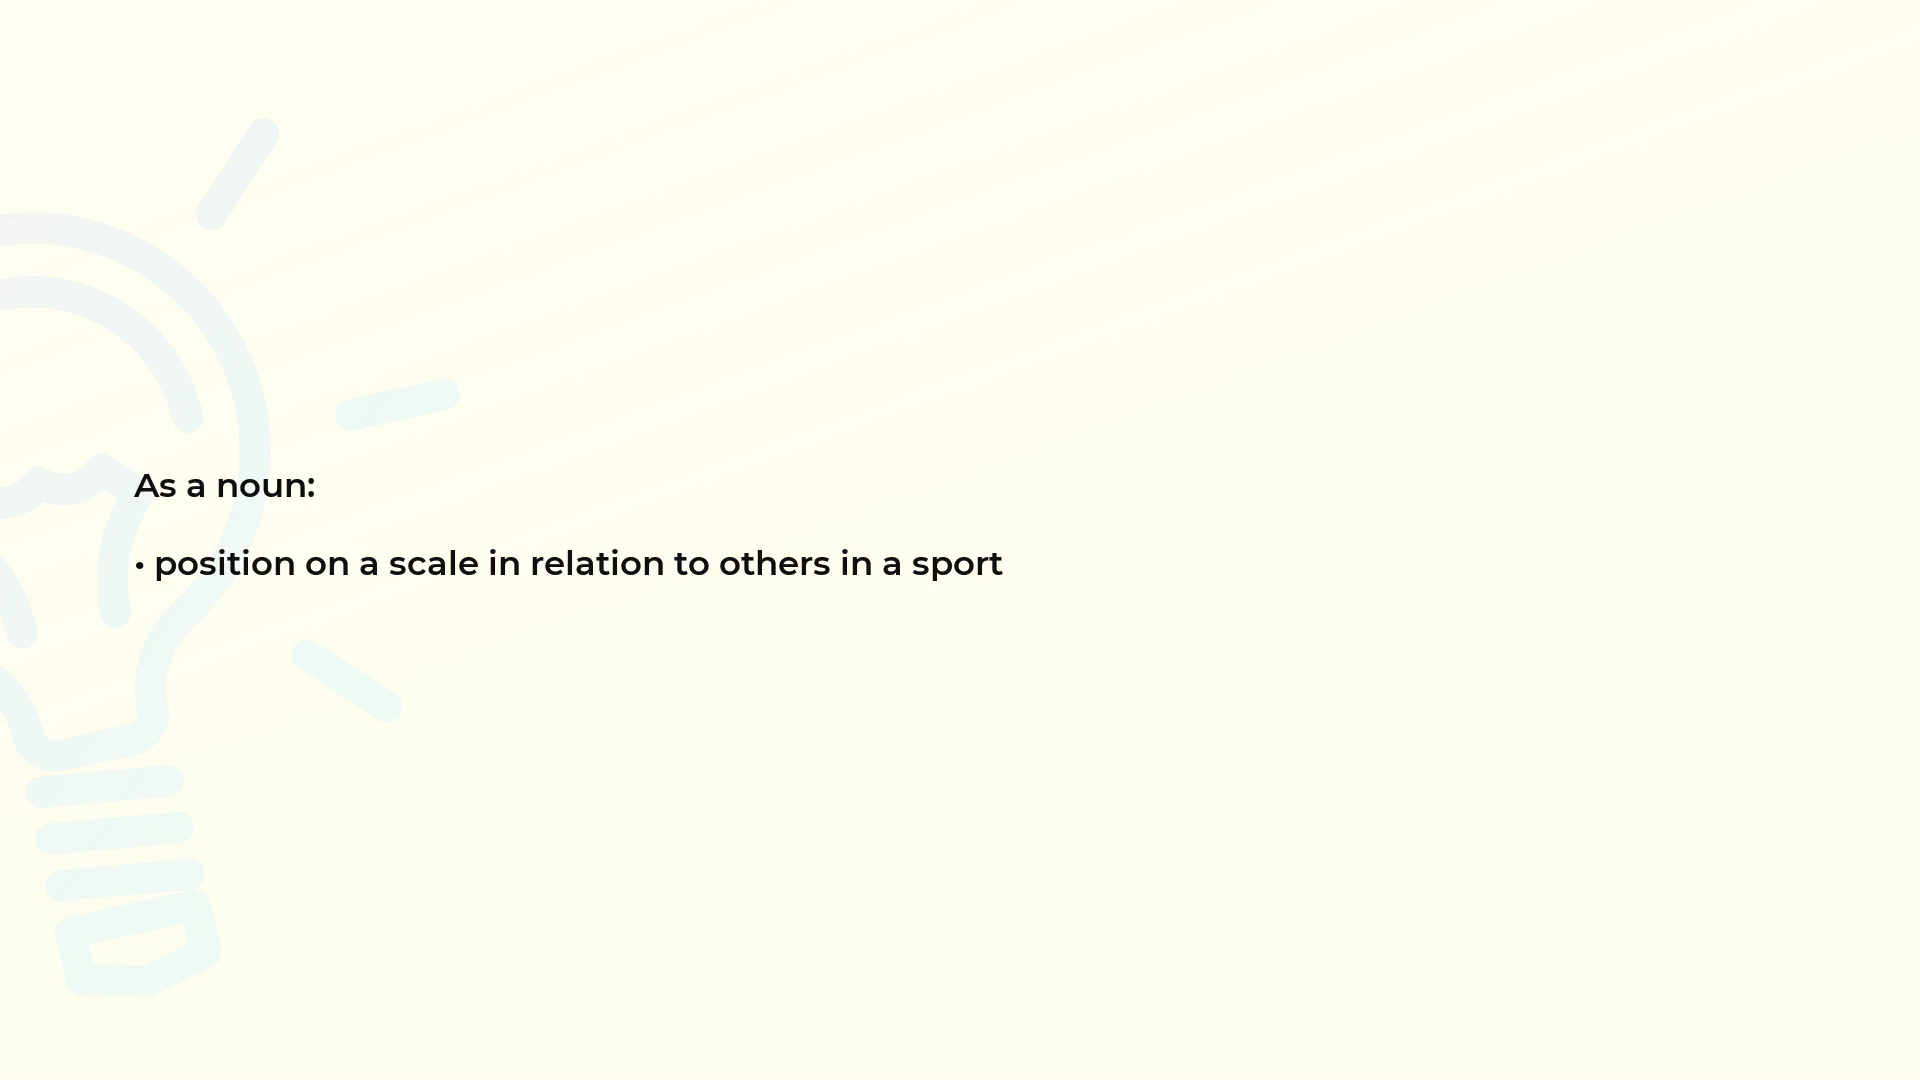 As a noun:
• position on a scale in relation to others in a sport